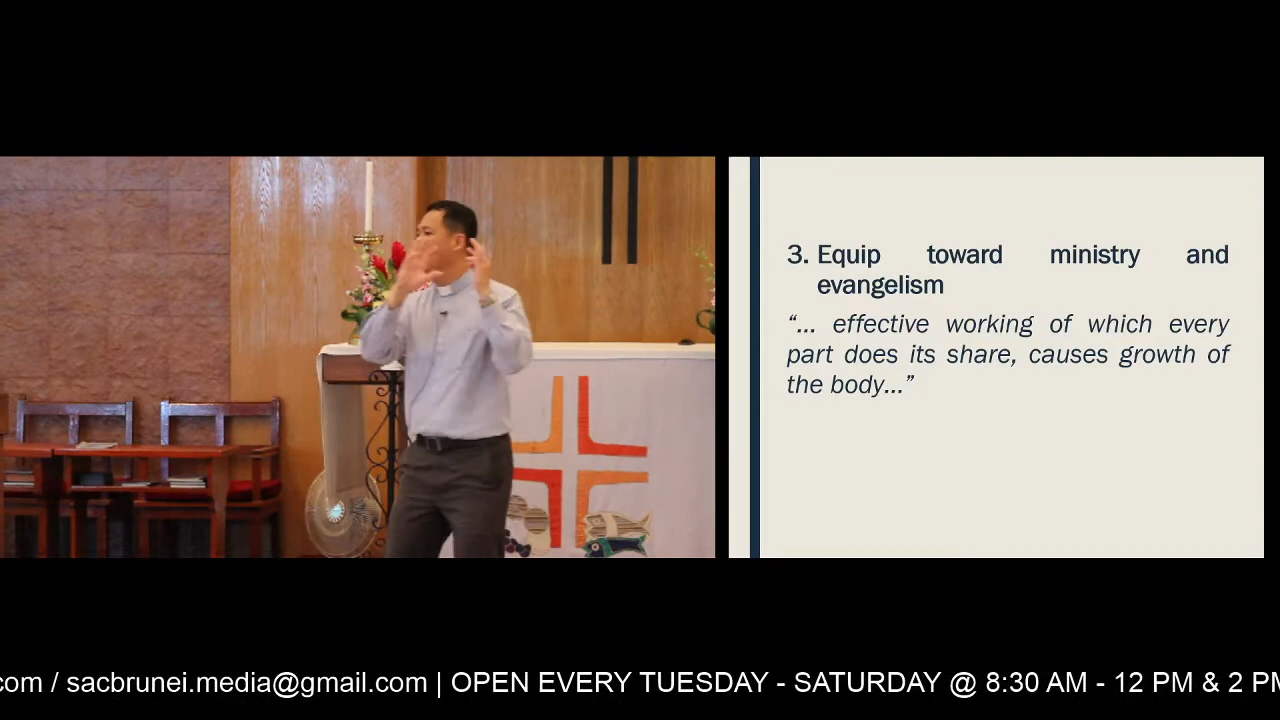 3. Equip toward ministry and
evangelism
“... effective working of which every
part does its share, causes growth of
the body...”
com / sacbrunei.media@gmail.com | OPEN EVERY TUESDAY - SATURDAY @ 8:30 AM - 12 PM & 2 PM